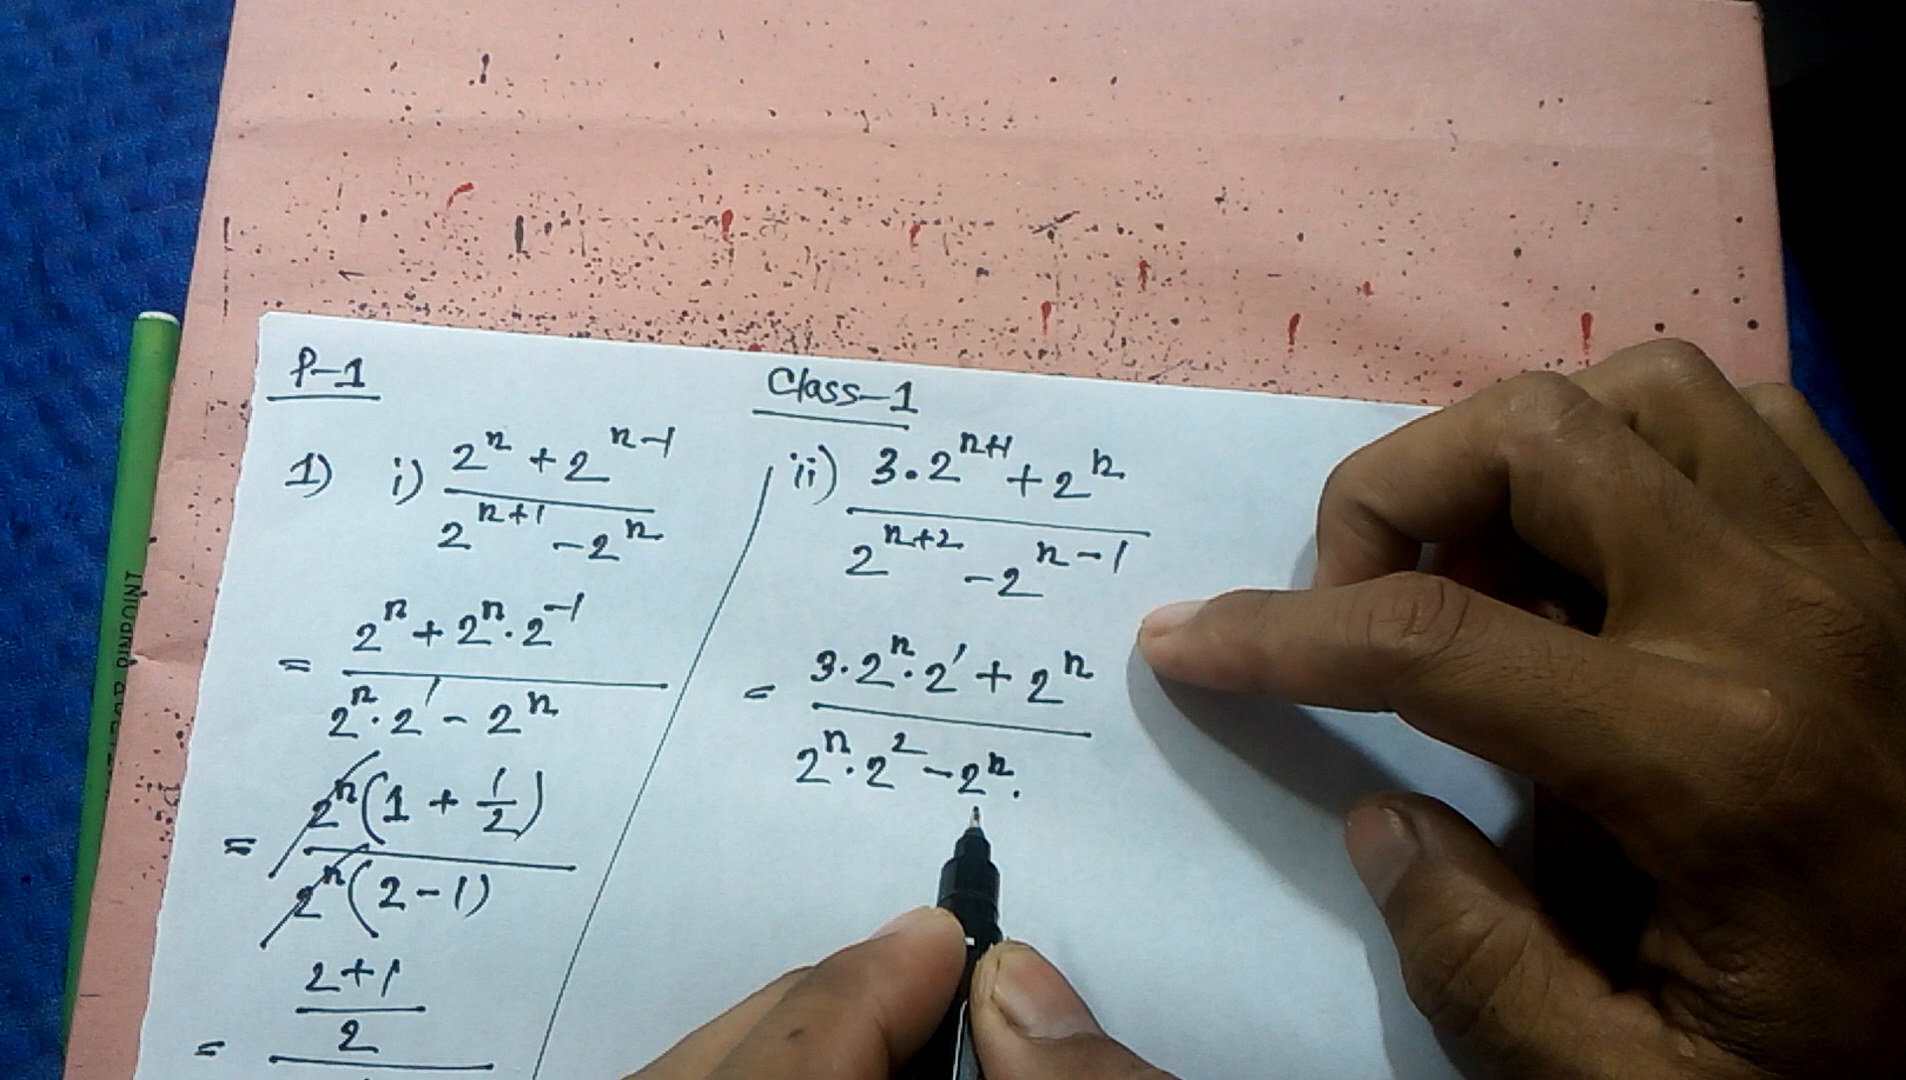 P-1
Class-1
1) i) (2^n + 2^(n-1)) / (2^(n+1) - 2^n)
= (2^n + 2^n · 2^-1) / (2^n · 2^1 - 2^n)
= 2^n (1 + 1/2) / 2^n (2 - 1)
= (2+1)/2
ii) (3·2^(n+1) + 2^n) / (2^(n+2) - 2^(n-1))
= (3·2^n·2^1 + 2^n) / (2^n·2^2 - 2^n.